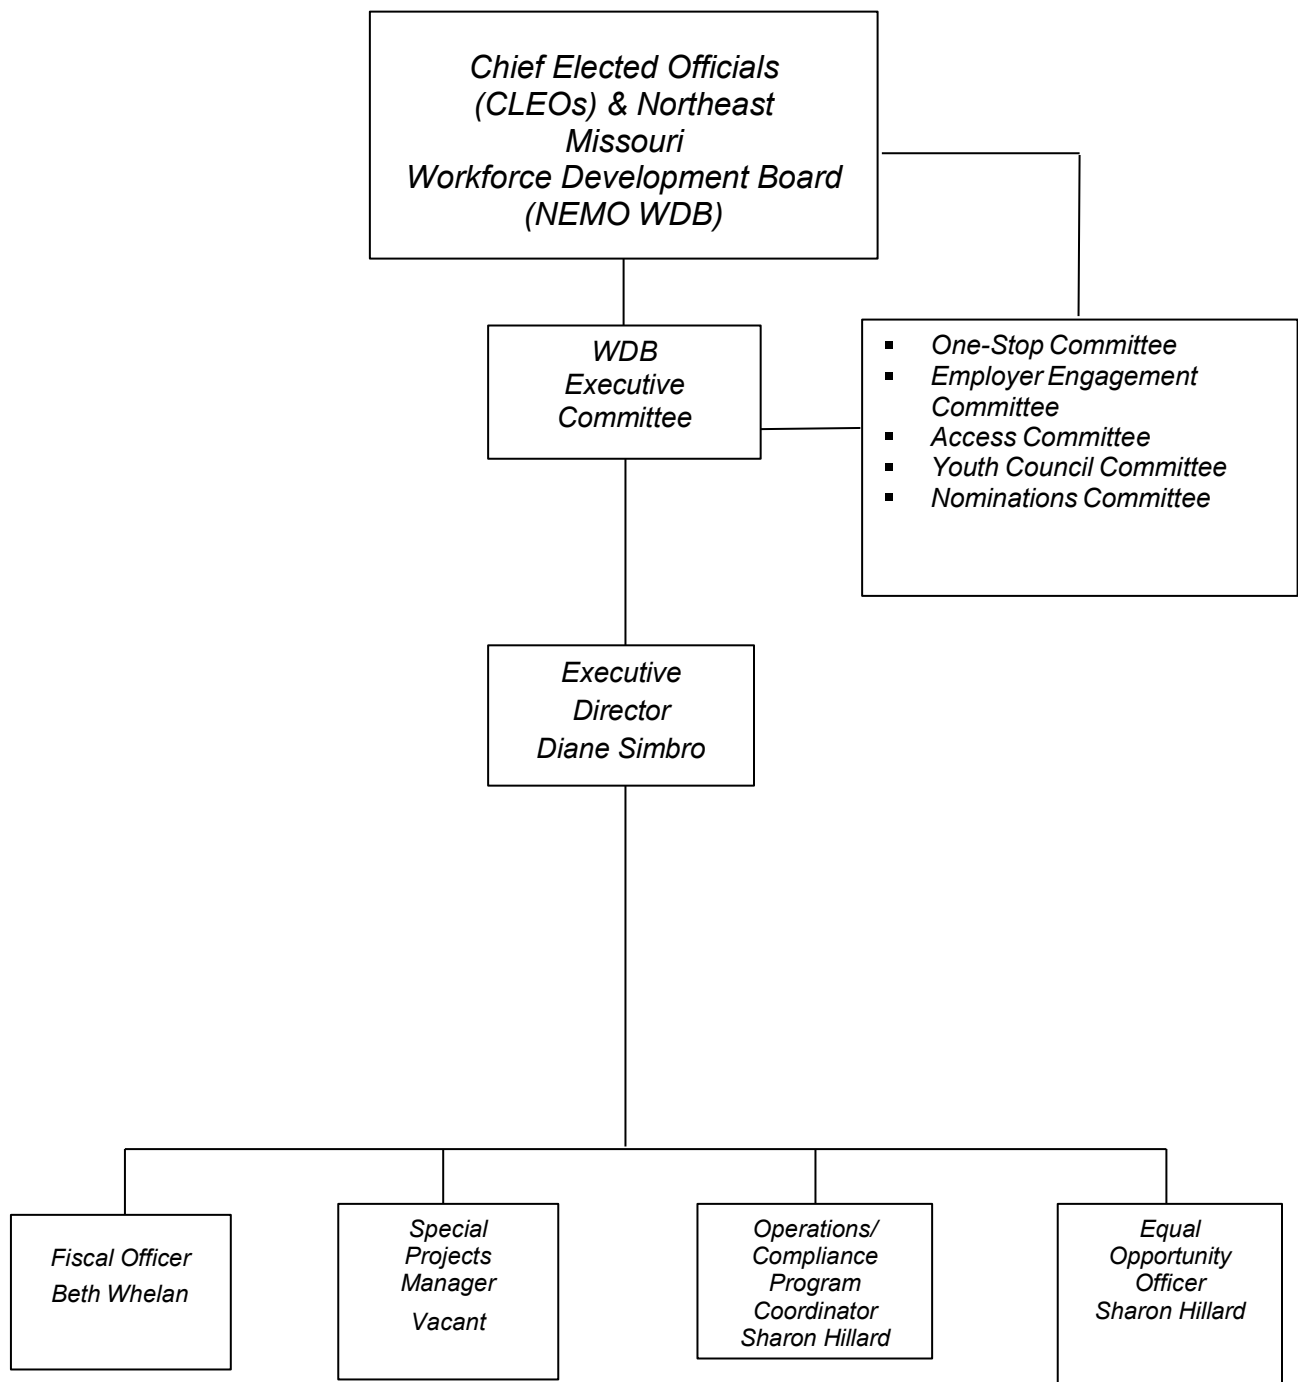 Chief Elected Officials
(CLEOs) & Northeast
Missouri
Workforce Development Board
(NEMO WDB)
WDB
Executive
Committee
▪ One-Stop Committee
▪ Employer Engagement
Committee
▪ Access Committee
▪ Youth Council Committee
▪ Nominations Committee
Executive
Director
Diane Simbro
Fiscal Officer
Beth Whelan
Special
Projects
Manager
Vacant
Operations/
Compliance
Program
Coordinator
Sharon Hillard
Equal
Opportunity
Officer
Sharon Hillard